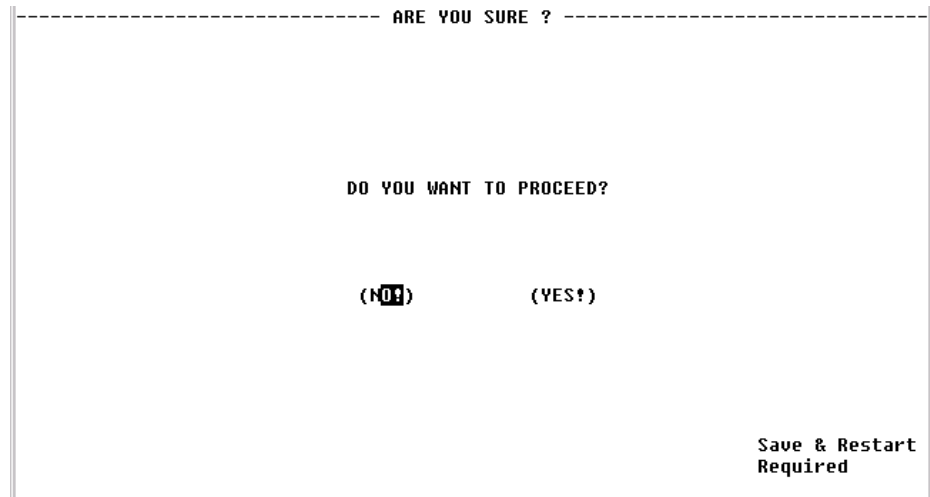 ARE YOU SURE ?
DO YOU WANT TO PROCEED?
(NO!) (YES!)
Save & Restart
Required